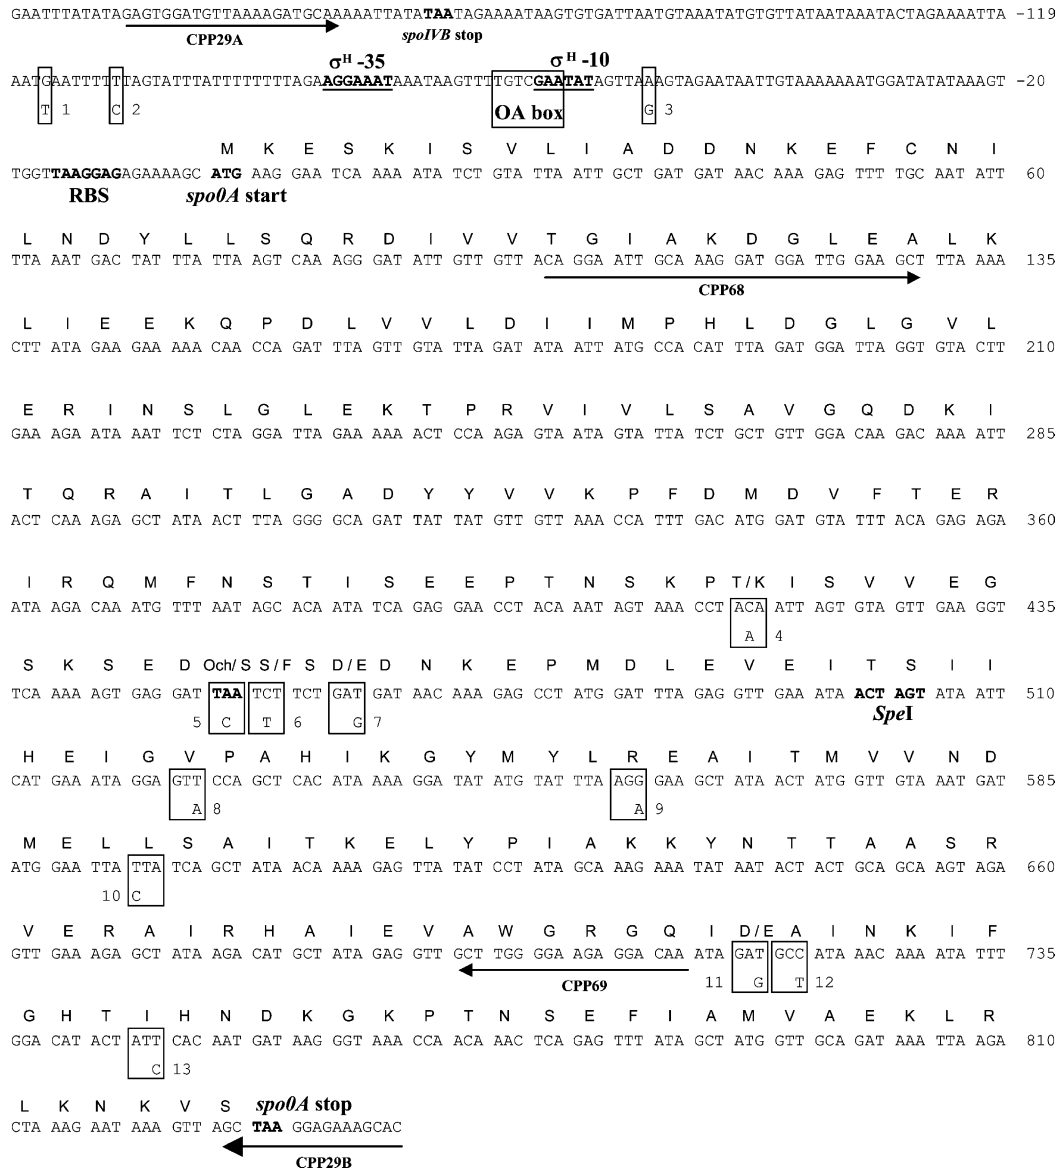 GAATTTATATAGAGTGGATGTTAAAAGATGCAAAAAATTATATAATAGAAAATAAGTGTGATTAATGTAAATATGTGTTATAATAAATACTAGAAAATTA -119
CPP29A
spoIVB stop
σH -35 σH -10
AATGAATTTTTTAGTATTTATTTTTTTTAGAAGGAAATAAATAAGTTTTGTCGAATATAGTTAAAGTAGAATAATTGTAAAAAAATGGATATATAAAGT -20
T 1 C 2 OA box G 3
M K E S K I S V L I A D D N K E F C N I
TGGTTAAGGAGAGAAAAGC ATG AAG GAA TCA AAA ATA TCT GTA TTA ATT GCT GAT GAT AAC AAA GAG TTT TGC AAT ATT 60
RBS spo0A start
L N D Y L L S Q R D I V V T G I A K D G L E A L K
TTA AAT GAC TAT TTA TTA AGT CAA AGG GAT ATT GTT GTT ACA GGA ATT GCA AAG GAT GGA TTG GAA GCT TTA AAA 135
CPP68
L I E E K Q P D L V V L D I I M P H L D G L G V L
CTT ATA GAA GAA AAA CAA CCA GAT TTA GTT GTA TTA GAT ATA ATT ATG CCA CAT TTA GAT GGA TTA GGT GTA CTT 210
E R I N S L G L E K T P R V I V L S A V G Q D K I
GAA AGA ATA AAT TCT CTA GGA TTA GAA AAA ACT CCA AGA GTA ATA GTA TTA TCT GCT GTT GGA CAA GAC AAA ATT 285
T Q R A I T L G A D Y Y V V K P F D M D V F T E R
ACT CAA AGA GCT ATA ACT TTA GGG GCA GAT TAT TAT GTT GTT AAA CCA TTT GAC ATG GAT GTA TTT ACA GAG AGA 360
I R Q M F N S T I S E E P T N S K P T/K I S V V E G
ATA AGA CAA ATG TTT AAT AGC ACA ATA TCA GAG GAA CCT ACA AAT AGT AAA CCT ACA ATT AGT GTA GTT GAA GGT 435
A 4
S K S E D Och/S S/F S D/E D N K E P M D L E V E I T S I I
TCA AAA AGT GAG GAT TAA TCT TCT GAT GAT AAC AAA GAG CCT ATG GAT TTA GAG GTT GAA ATA ACT AGT ATA ATT 510
5 C T 6 G 7 SpeI
H E I G V P A H I K G Y M Y L R E A I T M V V N D
CAT GAA ATA GGA GTT CCA GCT CAC ATA AAA GGA TAT ATG TAT TTA AGG GAA GCT ATA ACT ATG GTT GTA AAT GAT 585
A 8 A 9
M E L L S A I T K E L Y P I A K K Y N T T A A S R
ATG GAA TTA TTA TCA GCT ATA ACA AAA GAG TTA TAT CCT ATA GCA AAG AAA TAT AAT ACT ACT GCA GCA AGT AGA 660
10 C
V E R A I R H A I E V A W G R G Q I D/E A I N K I F
GTT GAA AGA GCT ATA AGA CAT GCT ATA GAG GTT GCT TGG GGA AGA GGA CAA ATA GAT GCC ATA AAC AAA ATA TTT 735
CPP69 11 G T 12
G H T I H N D K G K P T N S E F I A M V A E K L R
GGA CAT ACT ATT CAC AAT GAT AAG GGT AAA CCA ACA AAC TCA GAG TTT ATA GCT ATG GTT GCA GAT AAA TTA AGA 810
C 13
L K N K V S spo0A stop
CTA AAG AAT AAA GTT AGC TAA GGAGAAAGCAC
CPP29B